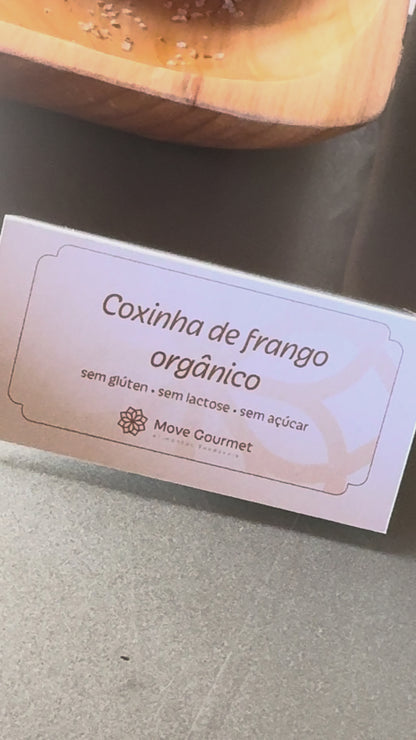 Coxinha de frango
orgânico
sem glúten • sem lactose • sem açúcar
Move Gourmet